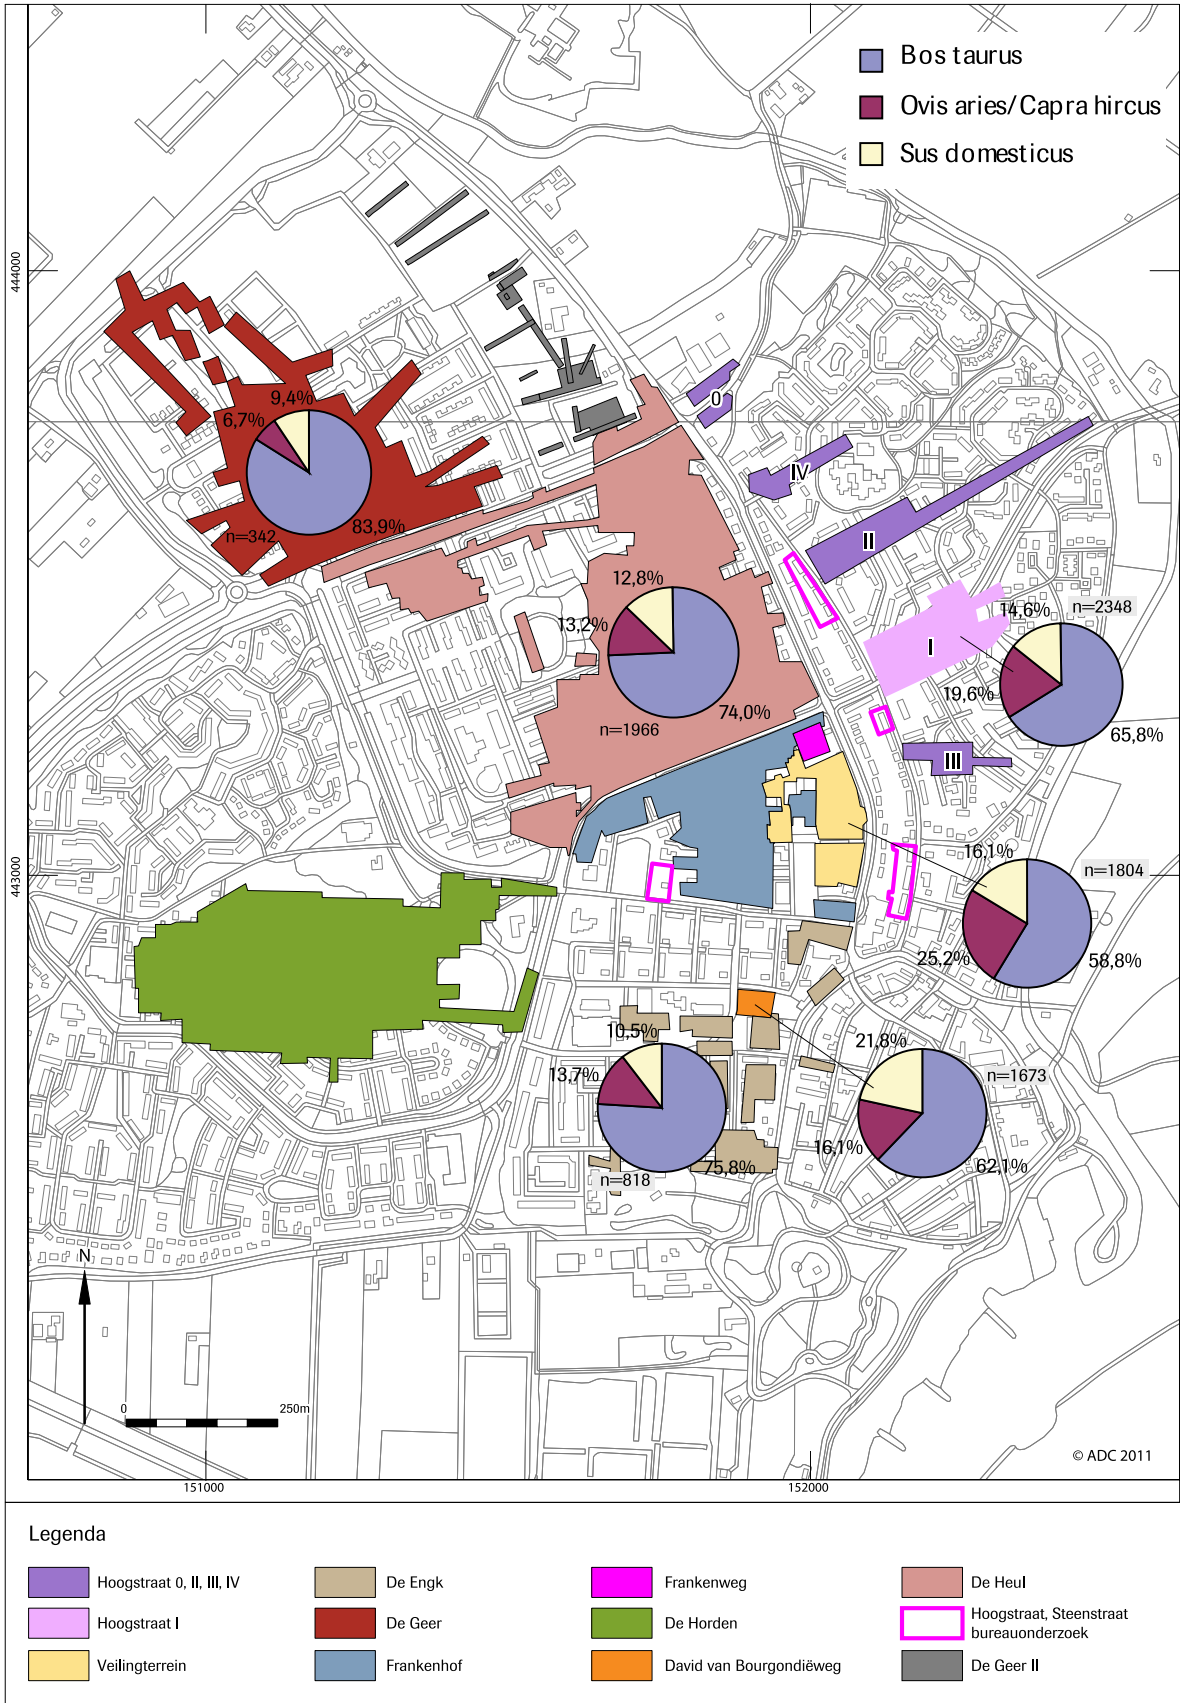 Bos taurus
Ovis aries/Capra hircus
Sus domesticus
444000
9,4%
6,7%
83,9%
n=342
0
IV
II
12,8%
13,2%
74,0%
n=1966
14,6%
n=2348
I
19,6%
65,8%
III
443000
16,1%
n=1804
25,2%
58,8%
10,5%
13,7%
75,8%
n=818
21,8%
n=1673
16,1%
62,1%
N
0 250m
© ADC 2011
151000
152000
Legenda
Hoogstraat 0, II, III, IV
Hoogstraat I
Veilingterrein
De Engk
De Geer
Frankenhof
Frankenweg
De Horden
David van Bourgondiëweg
De Heul
Hoogstraat, Steenstraat
bureauonderzoek
De Geer II